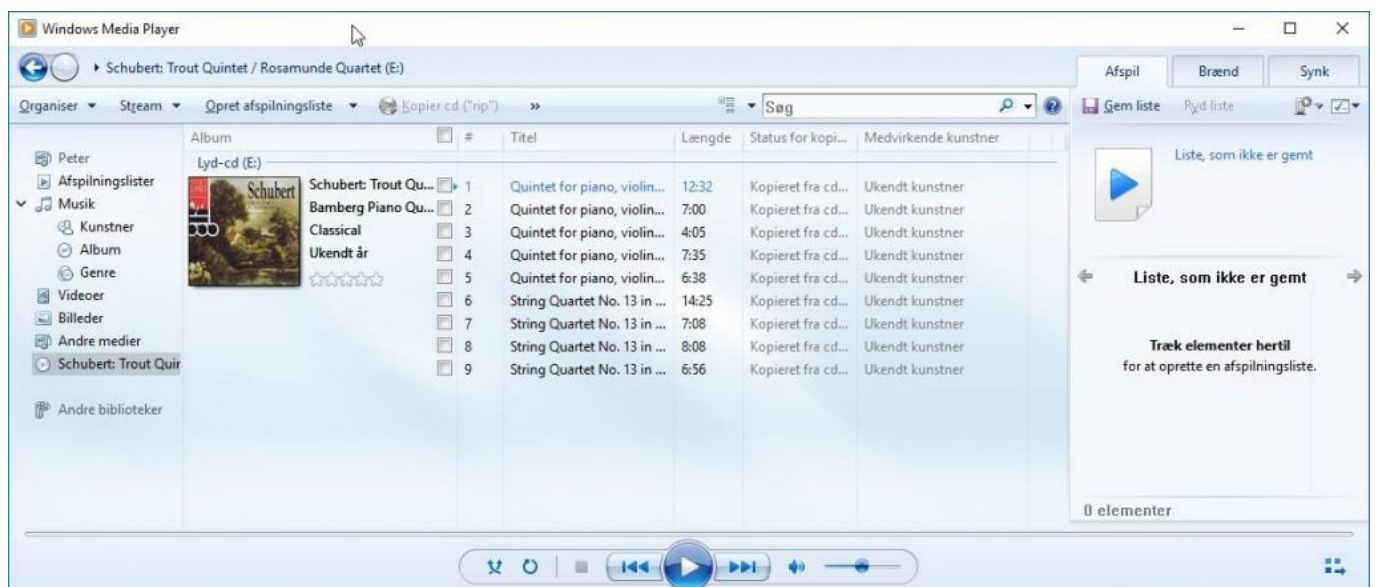 Windows Media Player
Schubert: Trout Quintet / Rosamunde Quartet (E:)
Afspil Brænd Synk
Organiser Stream Opret afspilningsliste Kopier cd ("rip") » Søg Gem liste Ryd liste
Album # Titel Længde Status for kopi... Medvirkende kunstner
Peter
Afspilningslister
Musik
Kunstner
Album
Genre
Videoer
Billeder
Andre medier
Schubert: Trout Quir
Andre biblioteker
Lyd-cd (E:)
Schubert
Schubert: Trout Qu...
Bamberg Piano Qu...
Classical
Ukendt år
1 Quintet for piano, violin... 12:32 Kopieret fra cd... Ukendt kunstner
2 Quintet for piano, violin... 7:00 Kopieret fra cd... Ukendt kunstner
3 Quintet for piano, violin... 4:05 Kopieret fra cd... Ukendt kunstner
4 Quintet for piano, violin... 7:35 Kopieret fra cd... Ukendt kunstner
5 Quintet for piano, violin... 6:38 Kopieret fra cd... Ukendt kunstner
6 String Quartet No. 13 in ... 14:25 Kopieret fra cd... Ukendt kunstner
7 String Quartet No. 13 in ... 7:08 Kopieret fra cd... Ukendt kunstner
8 String Quartet No. 13 in ... 8:08 Kopieret fra cd... Ukendt kunstner
9 String Quartet No. 13 in ... 6:56 Kopieret fra cd... Ukendt kunstner
Liste, som ikke er gemt
Liste, som ikke er gemt
Træk elementer hertil
for at oprette en afspilningsliste.
0 elementer